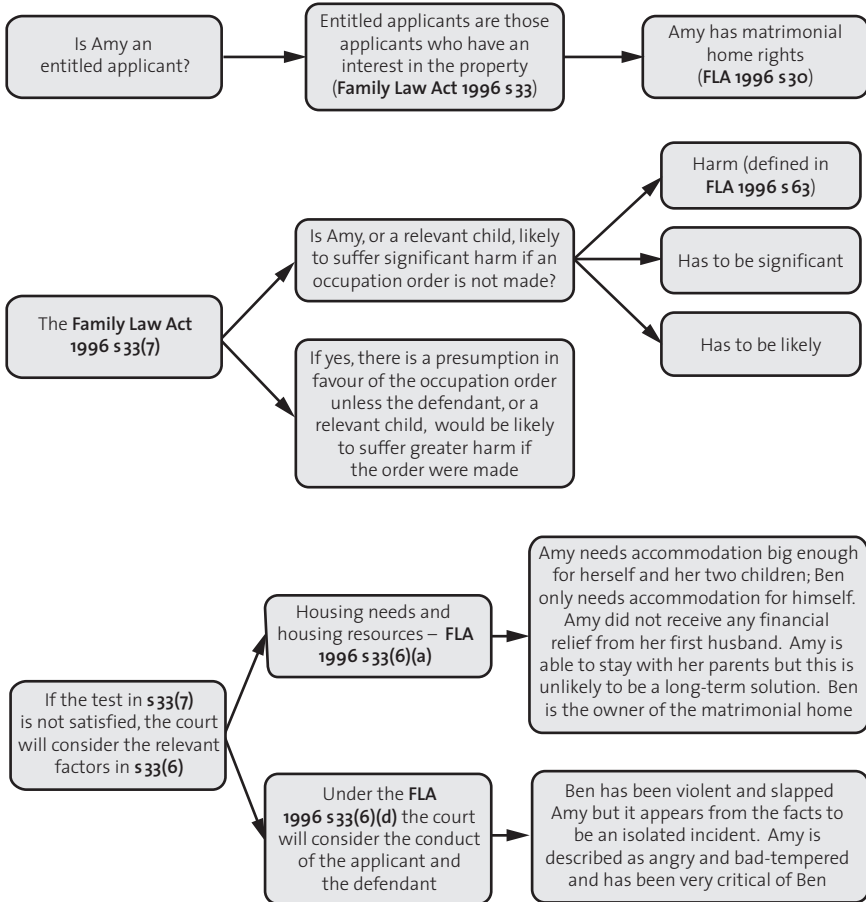 Is Amy an
entitled applicant?
Entitled applicants are those
applicants who have an
interest in the property
(Family Law Act 1996 s 33)
Amy has matrimonial
home rights
(FLA 1996 s 30)
The Family Law Act
1996 s 33(7)
Is Amy, or a relevant child, likely
to suffer significant harm if an
occupation order is not made?
Harm (defined in
FLA 1996 s 63)
Has to be significant
Has to be likely
If yes, there is a presumption in
favour of the occupation order
unless the defendant, or a
relevant child, would be likely
to suffer greater harm if
the order were made
If the test in s 33(7)
is not satisfied, the court
will consider the relevant
factors in s 33(6)
Housing needs and
housing resources – FLA
1996 s 33(6)(a)
Amy needs accommodation big enough
for herself and her two children; Ben
only needs accommodation for himself.
Amy did not receive any financial
relief from her first husband. Amy is
able to stay with her parents but this is
unlikely to be a long-term solution. Ben
is the owner of the matrimonial home
Under the FLA
1996 s 33(6)(d) the court
will consider the conduct
of the applicant and
the defendant
Ben has been violent and slapped
Amy but it appears from the facts to
be an isolated incident. Amy is
described as angry and bad-tempered
and has been very critical of Ben